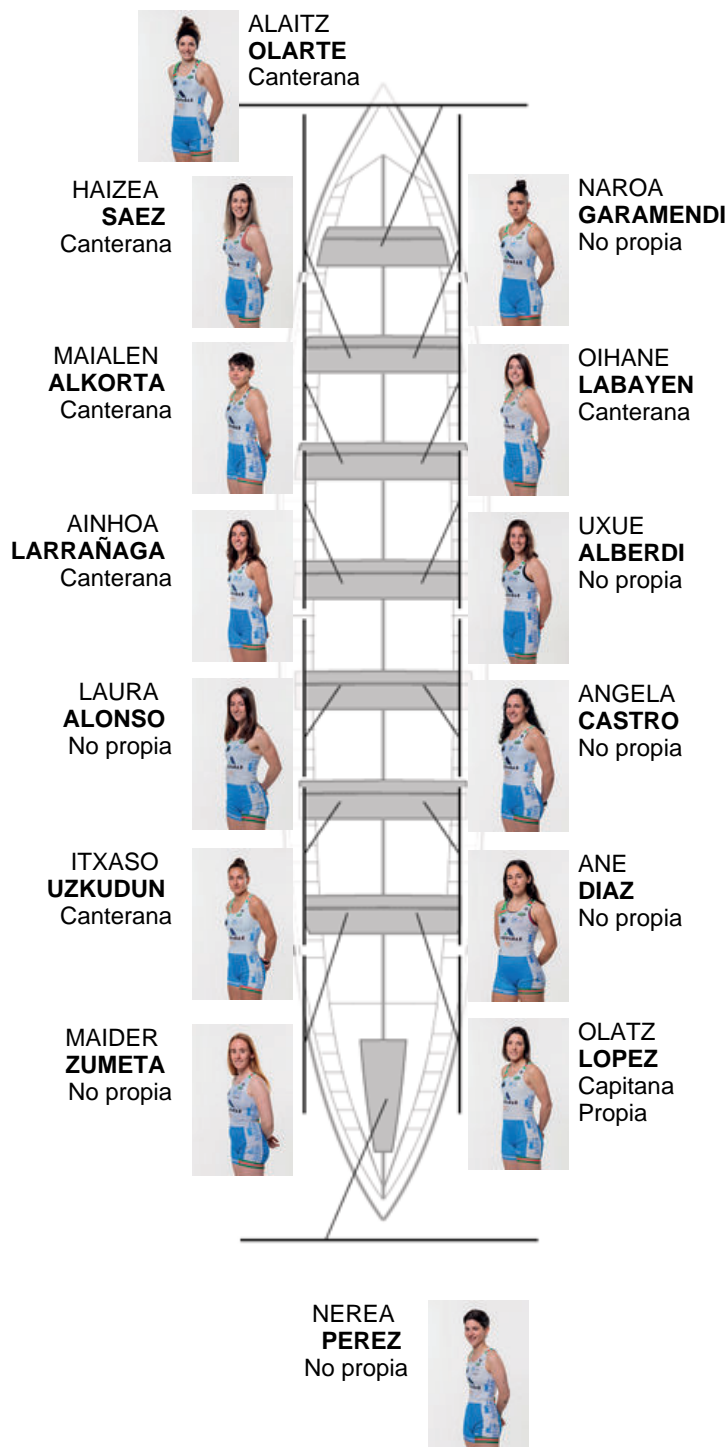 ALAITZ
OLARTE
Canterana
HAIZEA
SAEZ
Canterana
NAROA
GARAMENDI
No propia
MAIALEN
ALKORTA
Canterana
OIHANE
LABAYEN
Canterana
AINHOA
LARRAÑAGA
Canterana
UXUE
ALBERDI
No propia
LAURA
ALONSO
No propia
ANGELA
CASTRO
No propia
ITXASO
UZKUDUN
Canterana
ANE
DIAZ
No propia
MAIDER
ZUMETA
No propia
OLATZ
LOPEZ
Capitana
Propia
NEREA
PEREZ
No propia